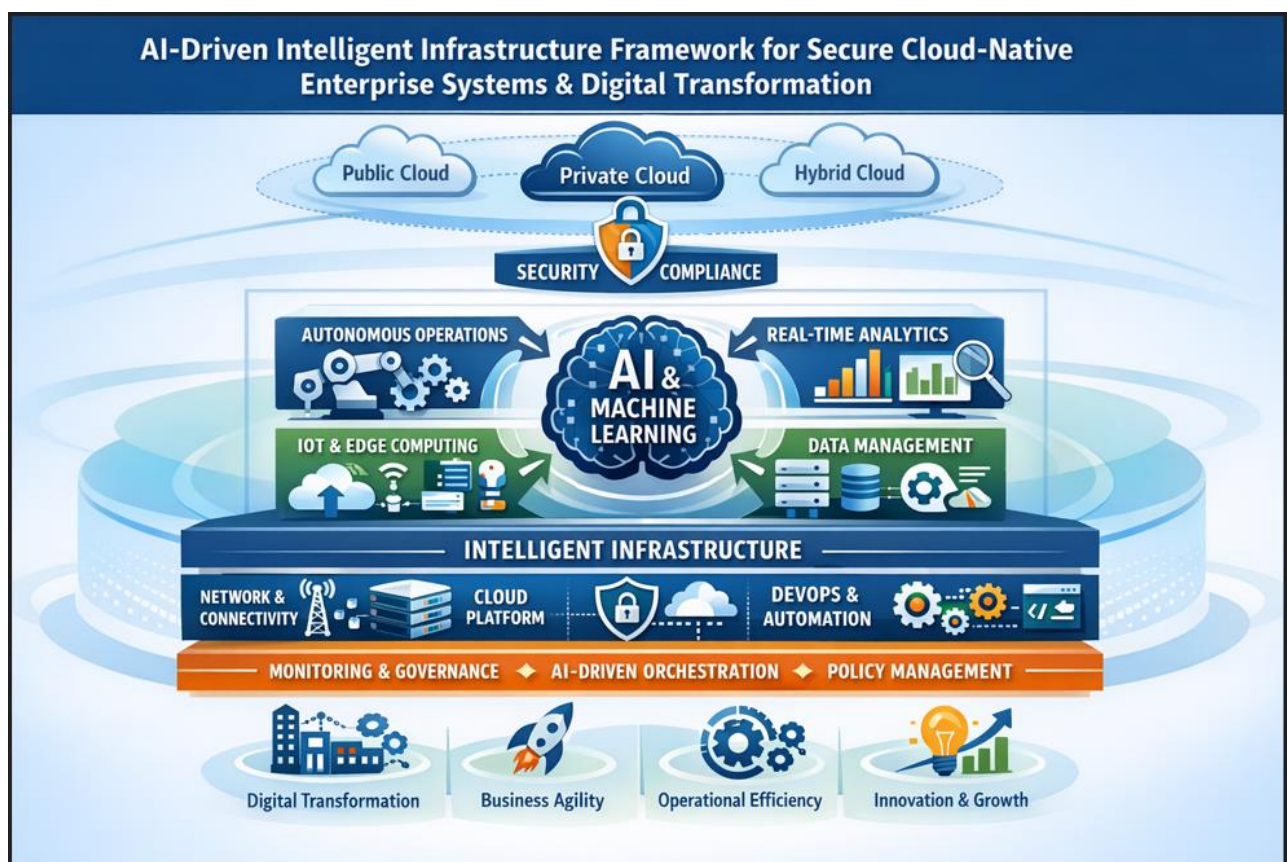 AI-Driven Intelligent Infrastructure Framework for Secure Cloud-Native
Enterprise Systems & Digital Transformation
Public Cloud
Private Cloud
Hybrid Cloud
SECURITY COMPLIANCE
AUTONOMOUS OPERATIONS
AI &
MACHINE
LEARNING
REAL-TIME ANALYTICS
IOT & EDGE COMPUTING
DATA MANAGEMENT
INTELLIGENT INFRASTRUCTURE
NETWORK &
CONNECTIVITY
CLOUD
PLATFORM
DEVOPS &
AUTOMATION
</>
MONITORING & GOVERNANCE ✦ AI-DRIVEN ORCHESTRATION ✦ POLICY MANAGEMENT
Digital Transformation
Business Agility
Operational Efficiency
Innovation & Growth